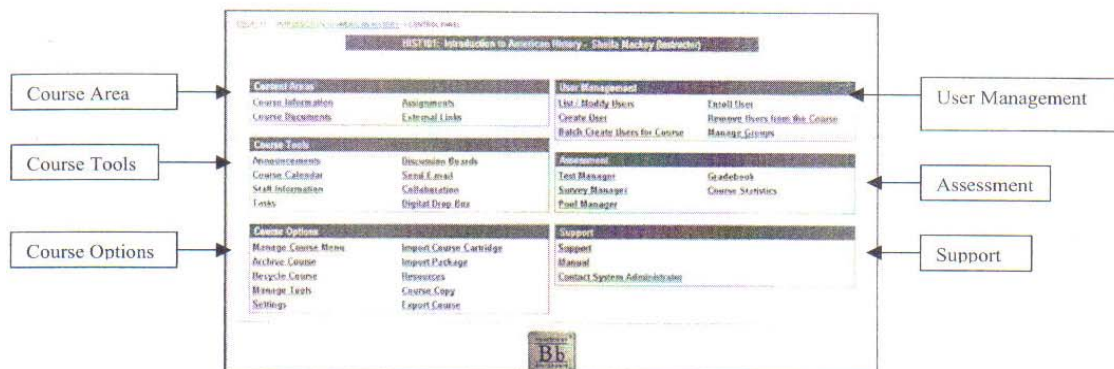 CONTROL PANEL
HIST101: Introduction to American History - Sheila Mackey (Instructor)
Course Area
Content Areas
Course Information Assignments
Course Documents External Links
Course Tools
Course Tools
Announcements Discussion Boards
Course Calendar Send E-mail
Staff Information Collaboration
Tasks Digital Drop Box
Course Options
Course Options
Manage Course Menu Import Course Cartridge
Archive Course Import Package
Recycle Course Resources
Manage Tools Course Copy
Settings Export Course
User Management
User Management
List / Modify Users Enroll User
Create User Remove Users from the Course
Batch Create Users for Course Manage Groups
Assessment
Assessment
Test Manager Gradebook
Survey Manager Course Statistics
Pool Manager
Support
Support
Support
Manual
Contact System Administrator
Bb